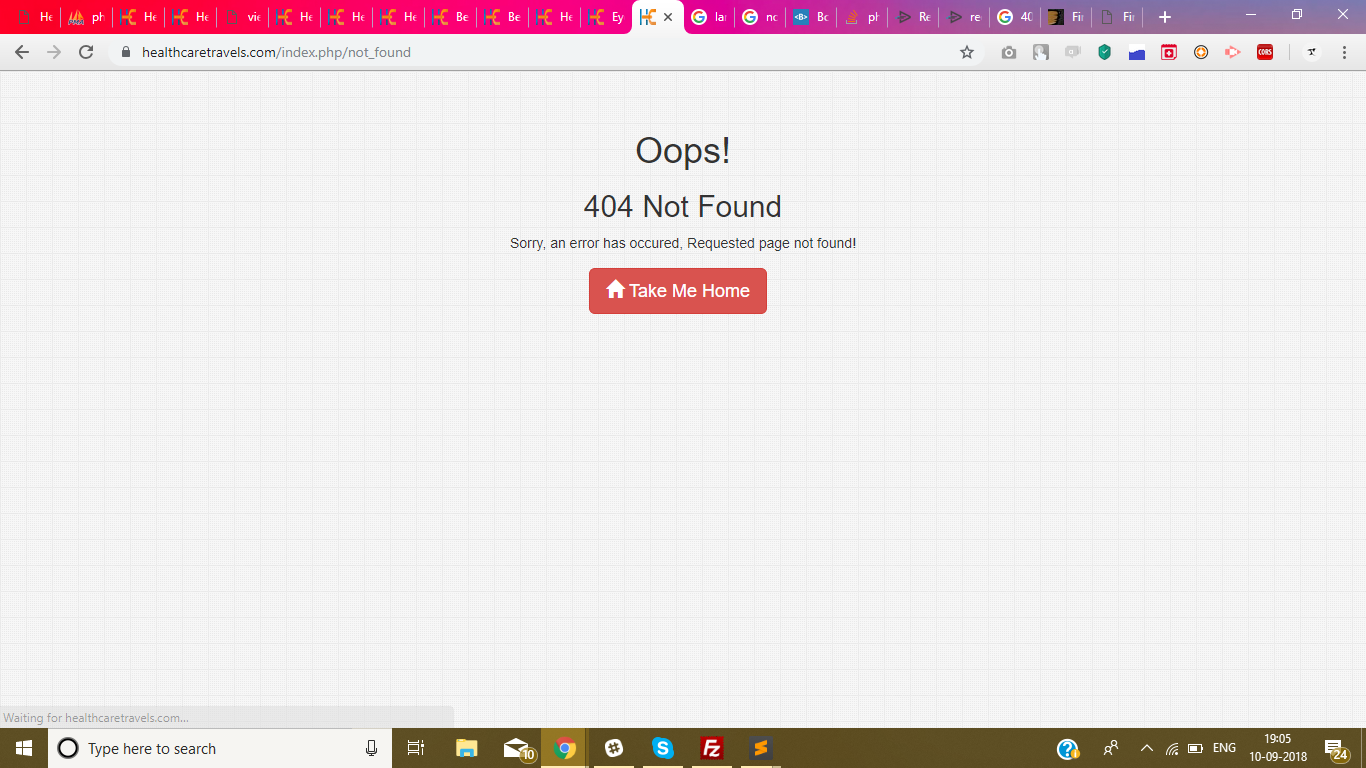 He
ph
He
He
vie
He
He
He
Be
Be
He
Ey
la
nc
<B>
Bo
ph
Re
re
40
Fi
Fi
healthcaretravels.com/index.php/not_found
CORS
Oops!
404 Not Found
Sorry, an error has occured, Requested page not found!
Take Me Home
Waiting for healthcaretravels.com...
Type here to search
10
ENG
19:05
10-09-2018
24